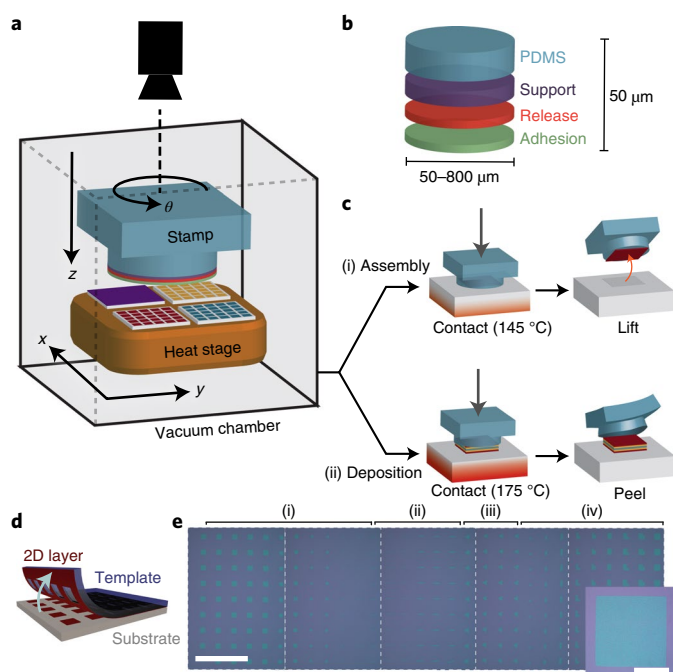 a
θ
Stamp
z
x
Heat stage
y
Vacuum chamber
b
PDMS
Support
Release
Adhesion
50 μm
50–800 μm
c
(i) Assembly
Contact (145 °C)
Lift
(ii) Deposition
Contact (175 °C)
Peel
d
2D layer
Template
Substrate
e
(i)
(ii)
(iii)
(iv)